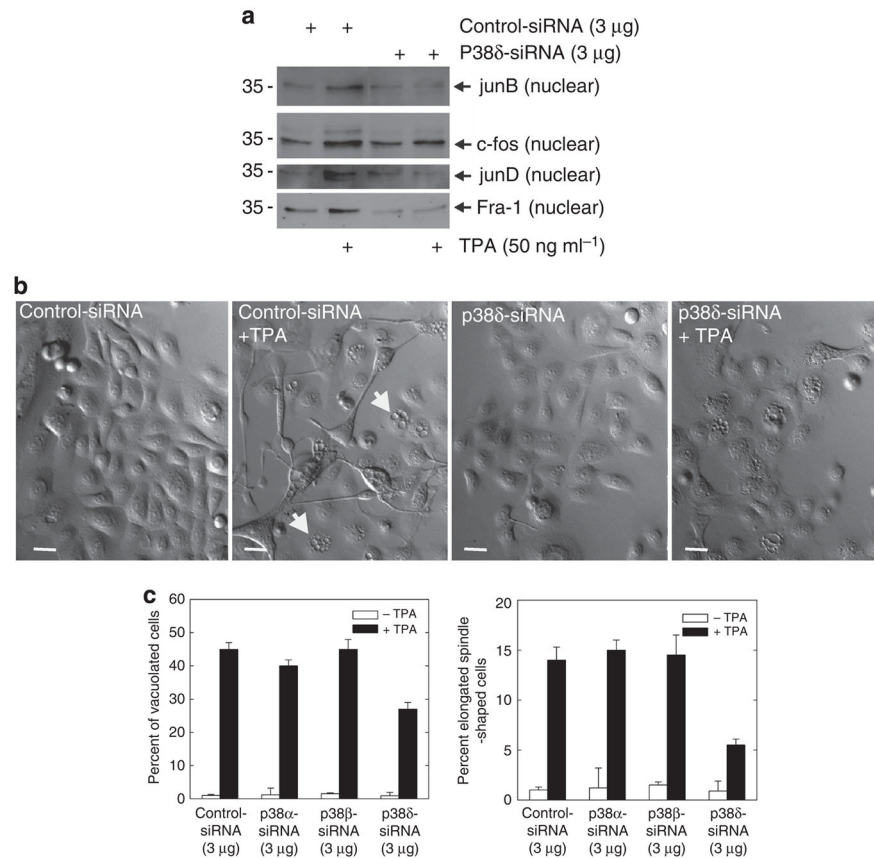 a
+ + Control-siRNA (3 μg)
+ + P38δ-siRNA (3 μg)
35 - junB (nuclear)
35 - c-fos (nuclear)
35 - junD (nuclear)
35 - Fra-1 (nuclear)
+ + TPA (50 ng ml⁻¹)
b
Control-siRNA
Control-siRNA
+TPA
p38δ-siRNA
p38δ-siRNA
+ TPA
c
Percent of vacuolated cells
60
50
40
30
20
10
0
– TPA
+ TPA
Control-
siRNA
(3 μg)
p38α-
siRNA
(3 μg)
p38β-
siRNA
(3 μg)
p38δ-
siRNA
(3 μg)
Percent elongated spindle
-shaped cells
20
15
10
5
0
– TPA
+ TPA
Control-
siRNA
(3 μg)
p38α-
siRNA
(3 μg)
p38β-
siRNA
(3 μg)
p38δ-
siRNA
(3 μg)